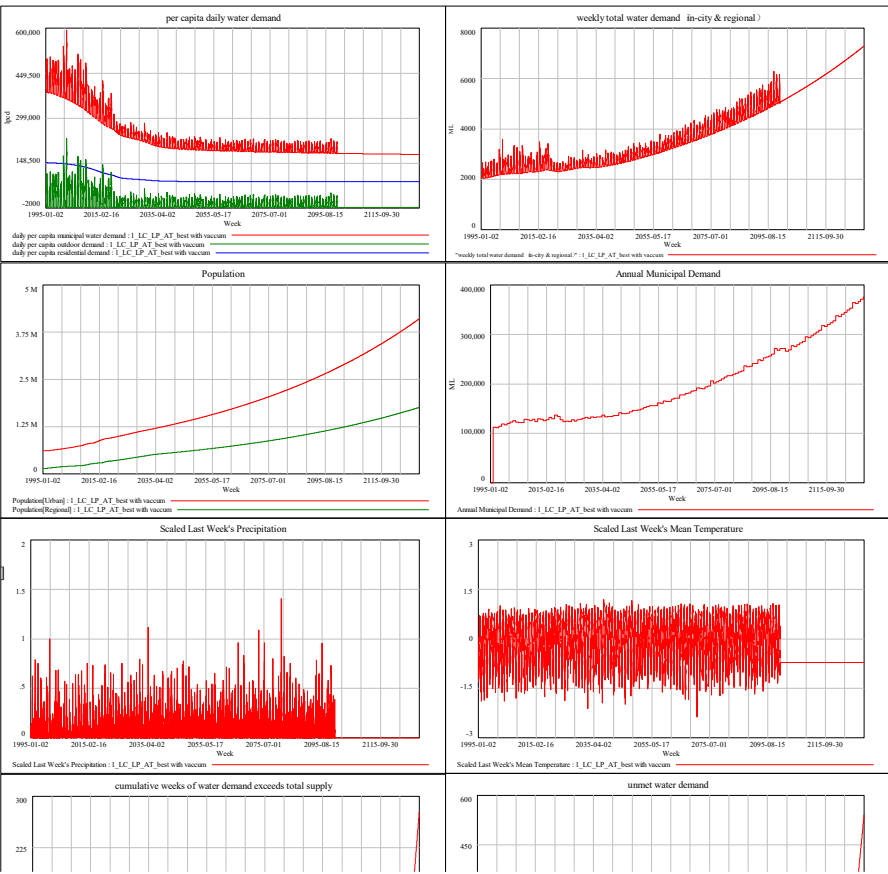 per capita daily water demand
600,000
449,500
299,000
148,500
-2000
lpcd
1995-01-02 2015-02-16 2035-04-02 2055-05-17 2075-07-01 2095-08-15 2115-09-30
Week
daily per capita municipal water demand : 1_LC_LP_AT_best with vaccum
daily per capita outdoor demand : 1_LC_LP_AT_best with vaccum
daily per capita residential demand : 1_LC_LP_AT_best with vaccum
weekly total water demand (in-city & regional)
8000
6000
4000
2000
0
ML
1995-01-02 2015-02-16 2035-04-02 2055-05-17 2075-07-01 2095-08-15 2115-09-30
Week
"weekly total water demand (in-city & regional)" : 1_LC_LP_AT_best with vaccum
Population
5 M
3.75 M
2.5 M
1.25 M
0
1995-01-02 2015-02-16 2035-04-02 2055-05-17 2075-07-01 2095-08-15 2115-09-30
Week
Population[Urban] : 1_LC_LP_AT_best with vaccum
Population[Regional] : 1_LC_LP_AT_best with vaccum
Annual Municipal Demand
400,000
300,000
200,000
100,000
0
ML
1995-01-02 2015-02-16 2035-04-02 2055-05-17 2075-07-01 2095-08-15 2115-09-30
Week
Annual Municipal Demand : 1_LC_LP_AT_best with vaccum
Scaled Last Week's Precipitation
2
1.5
1
.5
0
1995-01-02 2015-02-16 2035-04-02 2055-05-17 2075-07-01 2095-08-15 2115-09-30
Week
Scaled Last Week's Precipitation : 1_LC_LP_AT_best with vaccum
Scaled Last Week's Mean Temperature
3
1.5
0
-1.5
-3
1995-01-02 2015-02-16 2035-04-02 2055-05-17 2075-07-01 2095-08-15 2115-09-30
Week
Scaled Last Week's Mean Temperature : 1_LC_LP_AT_best with vaccum
cumulative weeks of water demand exceeds total supply
300
225
unmet water demand
600
450